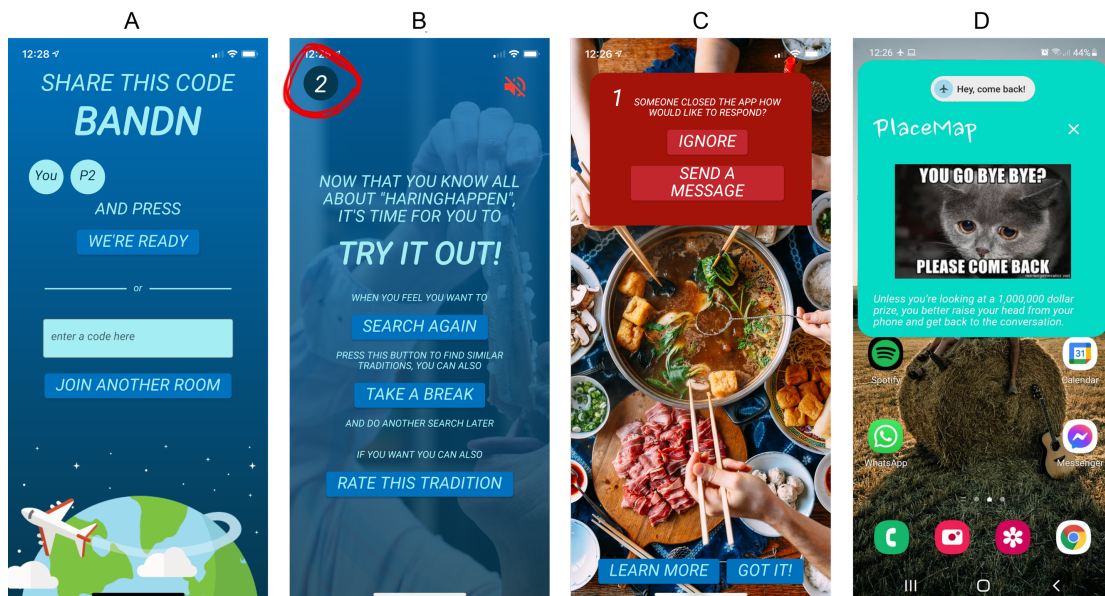 A
B
C
D
12:28
SHARE THIS CODE
BANDN
You
P2
AND PRESS
WE'RE READY
or
enter a code here
JOIN ANOTHER ROOM
2
NOW THAT YOU KNOW ALL
ABOUT "HARINGHAPPEN",
IT'S TIME FOR YOU TO
TRY IT OUT!
WHEN YOU FEEL YOU WANT TO
SEARCH AGAIN
PRESS THIS BUTTON TO FIND SIMILAR
TRADITIONS, YOU CAN ALSO
TAKE A BREAK
AND DO ANOTHER SEARCH LATER
IF YOU WANT YOU CAN ALSO
RATE THIS TRADITION
12:26
1
SOMEONE CLOSED THE APP HOW
WOULD LIKE TO RESPOND?
IGNORE
SEND A
MESSAGE
LEARN MORE
GOT IT!
12:26
44%
Hey, come back!
PlaceMap
YOU GO BYE BYE?
PLEASE COME BACK
Unless you're looking at a 1,000,000 dollar
prize, you better raise your head from your
phone and get back to the conversation.
Spotify
31
Calendar
WhatsApp
Messenger